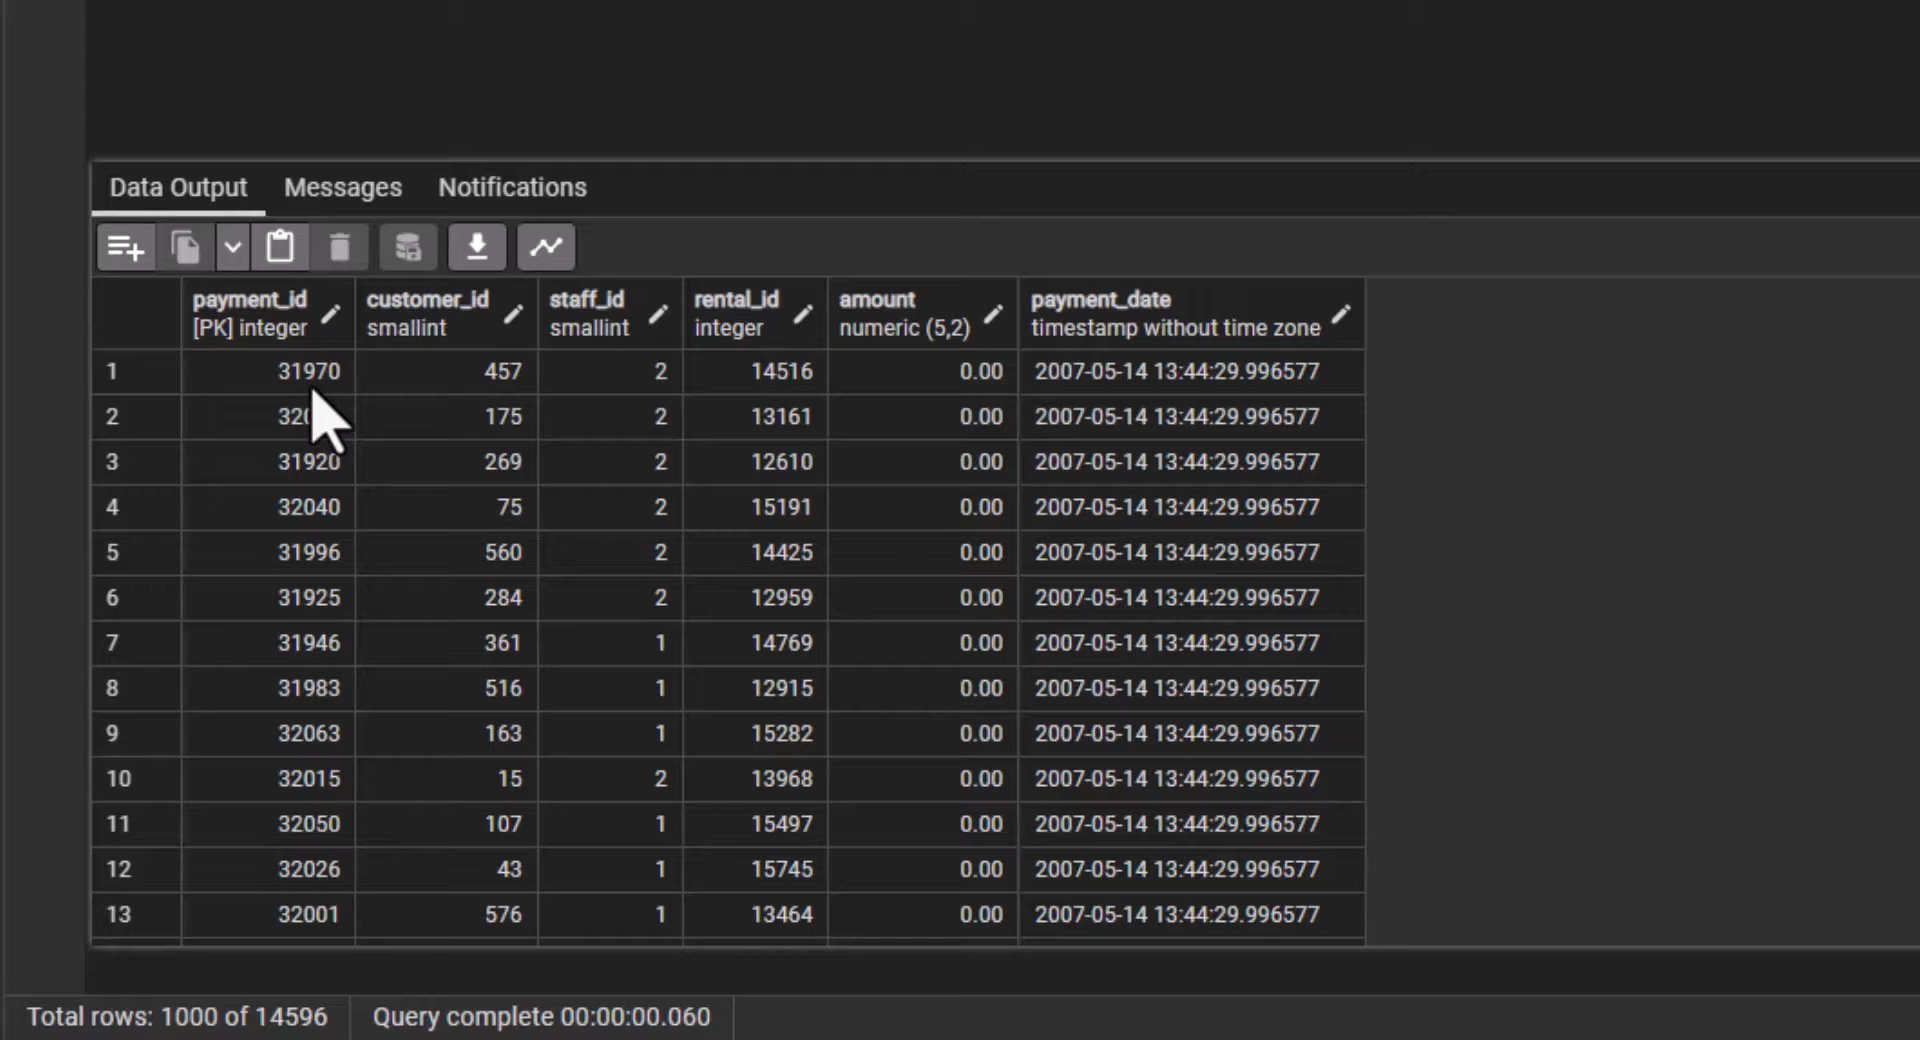 Data Output Messages Notifications
payment_id customer_id staff_id rental_id amount payment_date
[PK] integer smallint smallint integer numeric (5,2) timestamp without time zone
1 31970 457 2 14516 0.00 2007-05-14 13:44:29.996577
2 175 2 13161 0.00 2007-05-14 13:44:29.996577
3 31920 269 2 12610 0.00 2007-05-14 13:44:29.996577
4 32040 75 2 15191 0.00 2007-05-14 13:44:29.996577
5 31996 560 2 14425 0.00 2007-05-14 13:44:29.996577
6 31925 284 2 12959 0.00 2007-05-14 13:44:29.996577
7 31946 361 1 14769 0.00 2007-05-14 13:44:29.996577
8 31983 516 1 12915 0.00 2007-05-14 13:44:29.996577
9 32063 163 1 15282 0.00 2007-05-14 13:44:29.996577
10 32015 15 2 13968 0.00 2007-05-14 13:44:29.996577
11 32050 107 1 15497 0.00 2007-05-14 13:44:29.996577
12 32026 43 1 15745 0.00 2007-05-14 13:44:29.996577
13 32001 576 1 13464 0.00 2007-05-14 13:44:29.996577
Total rows: 1000 of 14596 Query complete 00:00:00.060